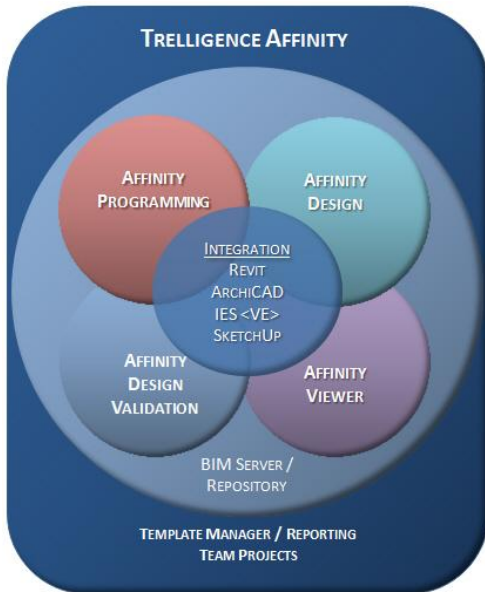 TRELLIGENCE AFFINITY
AFFINITY
PROGRAMMING
AFFINITY
DESIGN
INTEGRATION
REVIT
ARCHICAD
IES <VE>
SKETCHUP
AFFINITY
DESIGN
VALIDATION
AFFINITY
VIEWER
BIM SERVER /
REPOSITORY
TEMPLATE MANAGER / REPORTING
TEAM PROJECTS